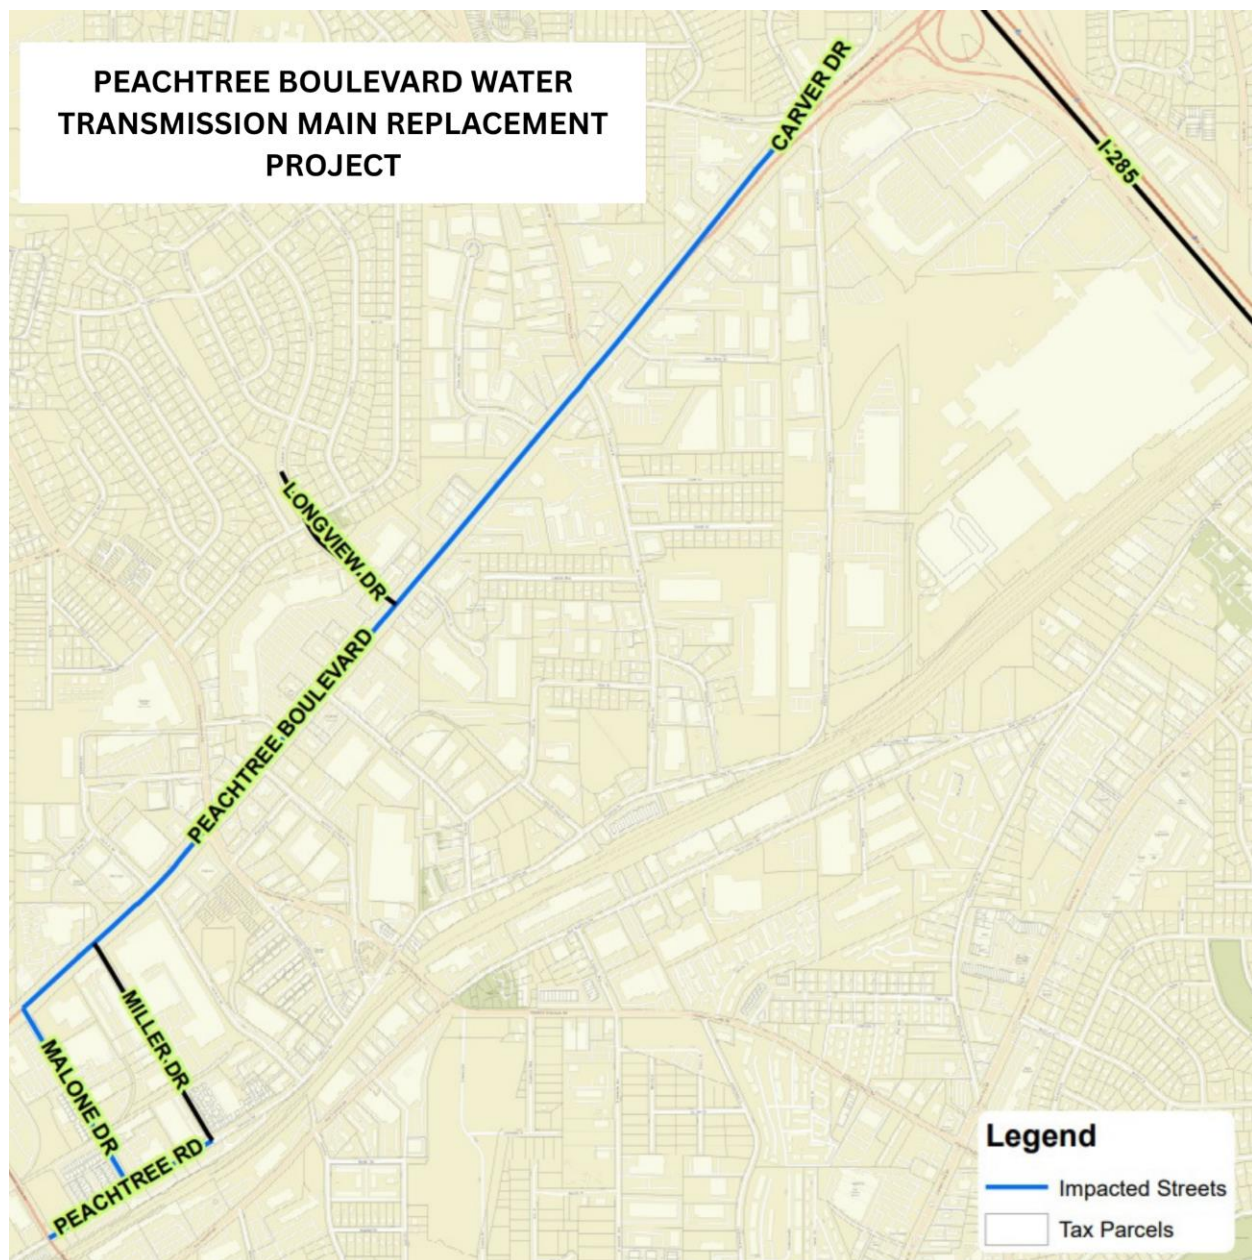 PEACHTREE BOULEVARD WATER
TRANSMISSION MAIN REPLACEMENT
PROJECT
CARVER DR
I-285
LONGVIEW DR
PEACHTREE BOULEVARD
MILLER DR
MALONE DR
PEACHTREE RD
Legend
Impacted Streets
Tax Parcels